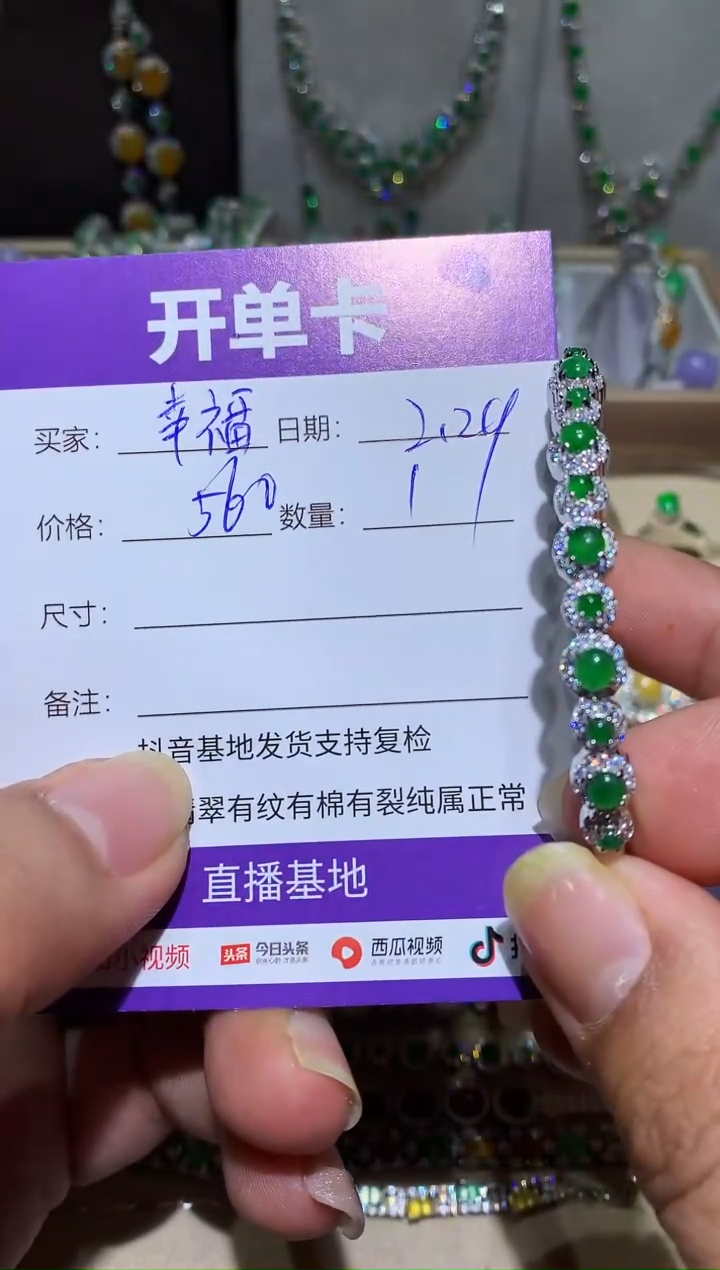 开单卡
买家：幸福 日期：2.24
价格：560 数量：1
尺寸：
备注：
抖音基地发货支持复检
翡翠有纹有棉有裂纯属正常
直播基地
小视频 头条 今日头条 西瓜视频